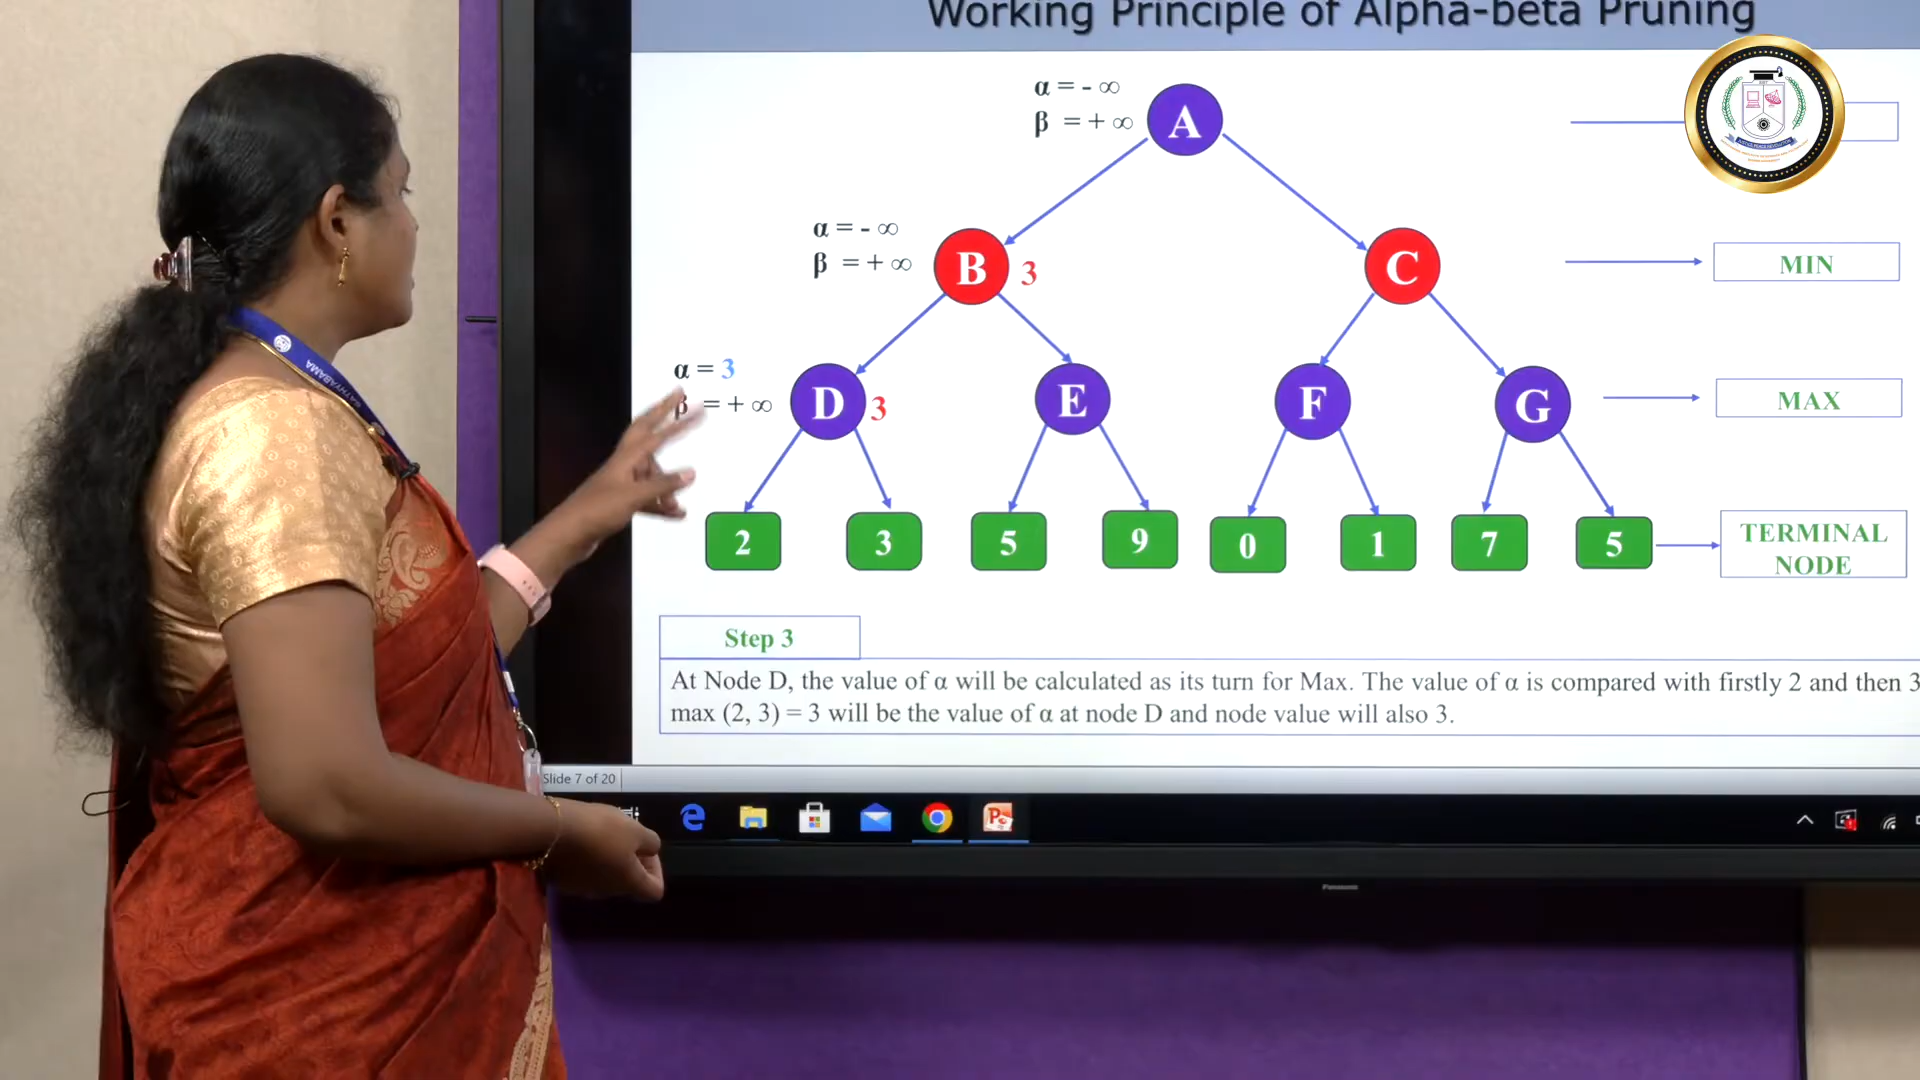 Working Principle of Alpha-beta Pruning
α = - ∞
β = + ∞
A
α = - ∞
β = + ∞
B
3
C
MIN
α = 3
β = + ∞
D
3
E
F
G
MAX
2
3
5
9
0
1
7
5
TERMINAL
NODE
Step 3
At Node D, the value of α will be calculated as its turn for Max. The value of α is compared with firstly 2 and then 3
max (2, 3) = 3 will be the value of α at node D and node value will also 3.
Slide 7 of 20
Panasonic
SATHYABAMA